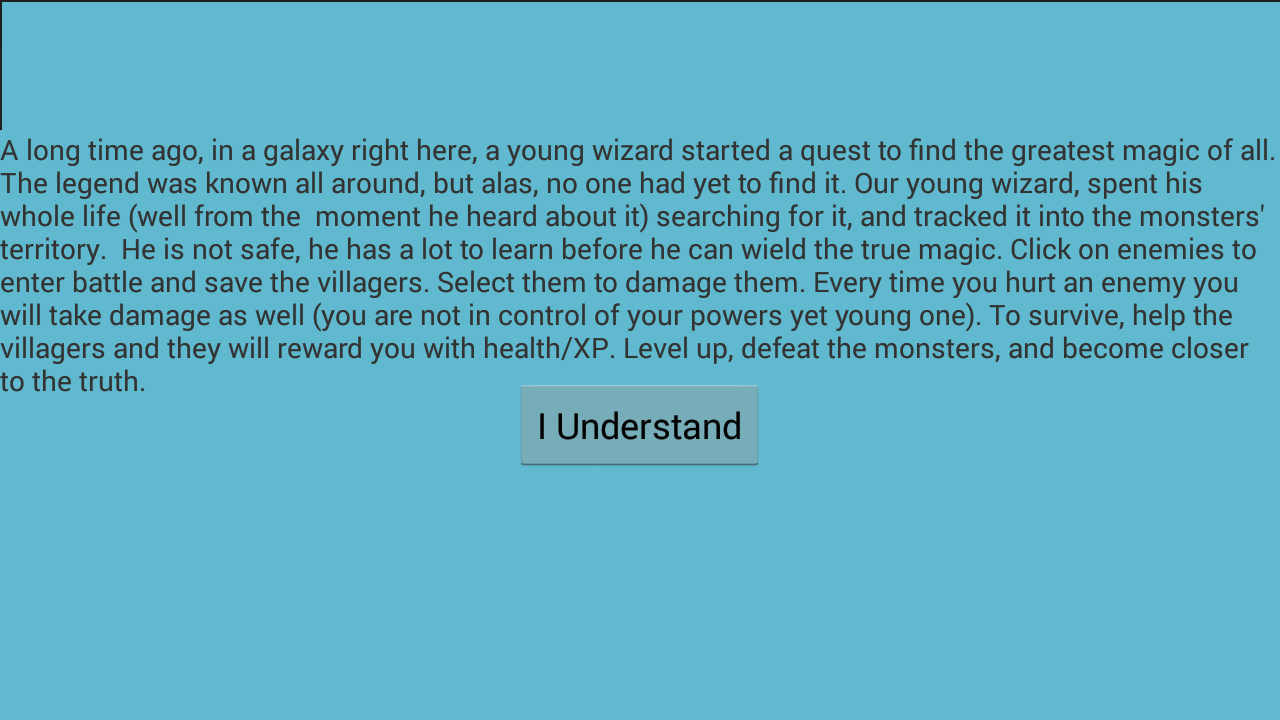 A long time ago, in a galaxy right here, a young wizard started a quest to find the greatest magic of all.
The legend was known all around, but alas, no one had yet to find it. Our young wizard, spent his
whole life (well from the  moment he heard about it) searching for it, and tracked it into the monsters'
territory.  He is not safe, he has a lot to learn before he can wield the true magic. Click on enemies to
enter battle and save the villagers. Select them to damage them. Every time you hurt an enemy you
will take damage as well (you are not in control of your powers yet young one). To survive, help the
villagers and they will reward you with health/XP. Level up, defeat the monsters, and become closer
to the truth.
I Understand